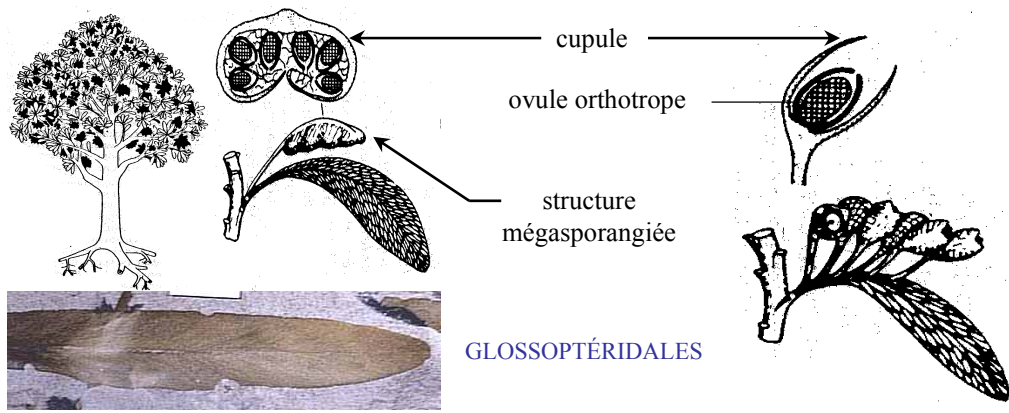 cupule
ovule orthotrope
structure
mégasporangiée
GLOSSOPTÉRIDALES